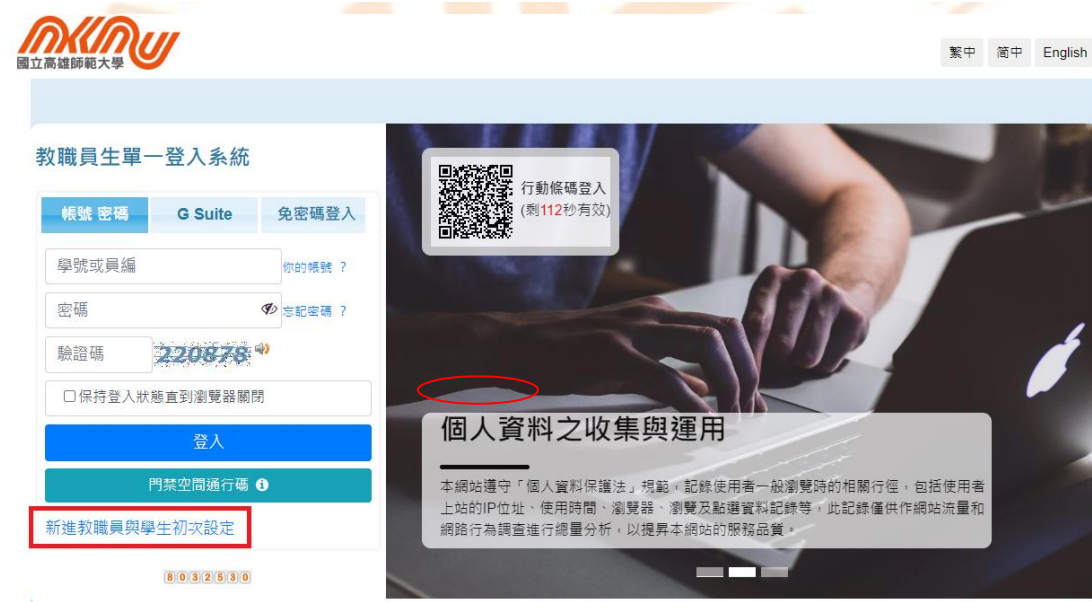 國立高雄師範大學
繁中 简中 English
教職員生單一登入系統
帳號 密碼 G Suite 免密碼登入
學號或員編 你的帳號 ?
密碼 忘記密碼 ?
驗證碼 220878
保持登入狀態直到瀏覽器關閉
登入
門禁空間通行碼
新進教職員與學生初次設定
8032530
行動條碼登入
(剩112秒有效)
個人資料之收集與運用
本網站遵守「個人資料保護法」規範，記錄使用者一般瀏覽時的相關行徑，包括使用者
上站的IP位址、使用時間、瀏覽器、瀏覽及點選資料記錄等，此記錄僅供作網站流量和
網路行為調查進行總量分析，以提昇本網站的服務品質。